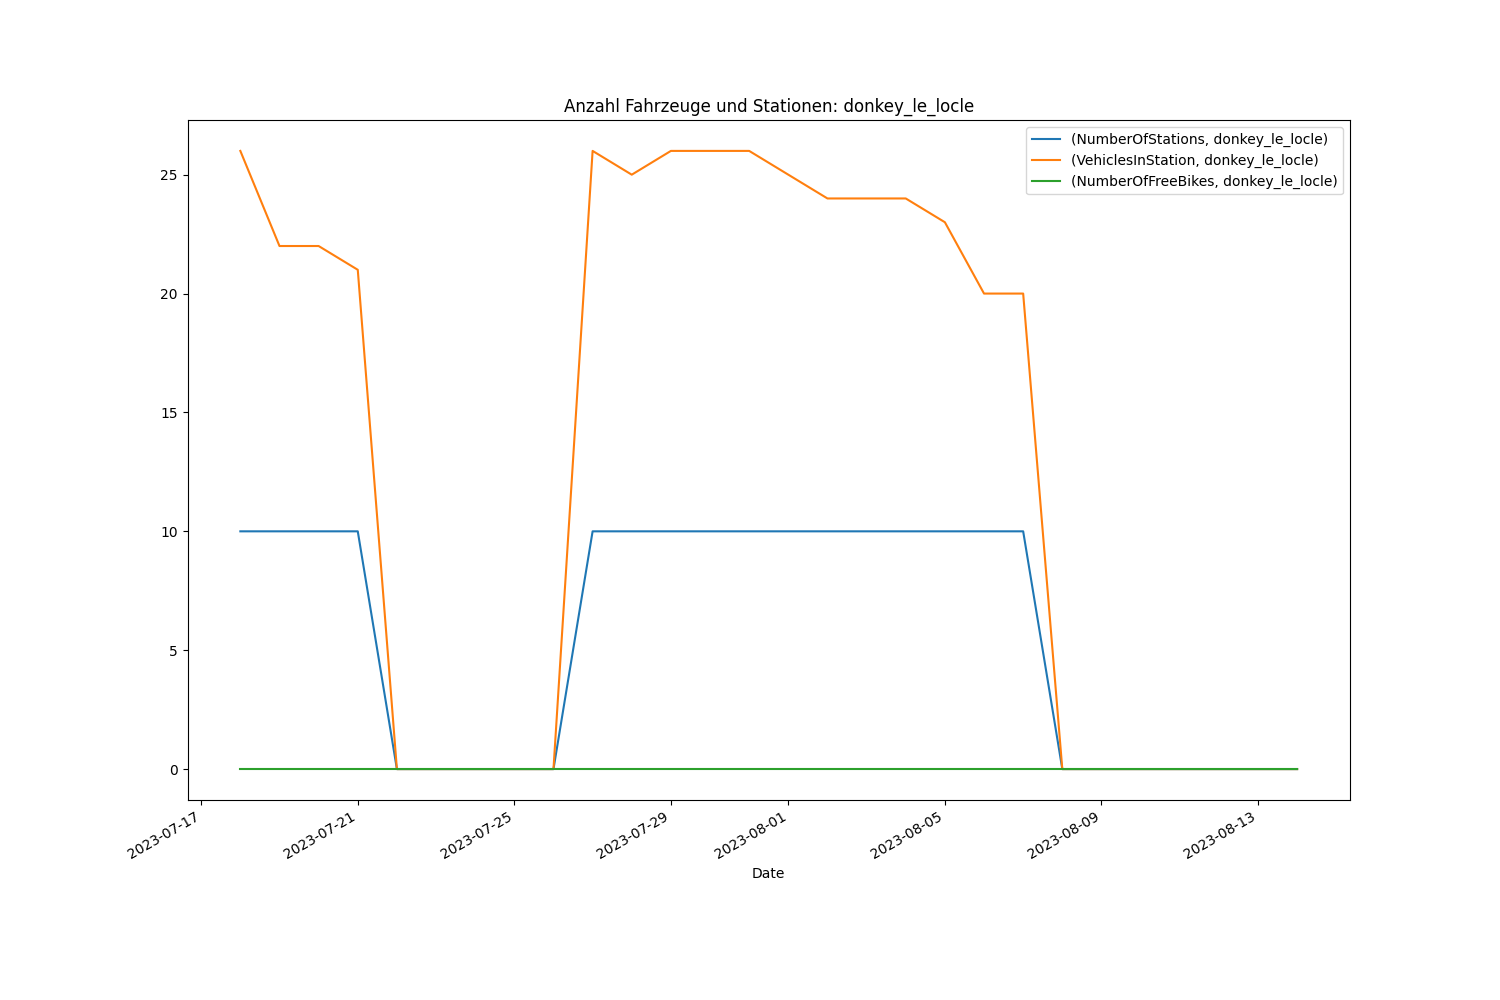 Anzahl Fahrzeuge und Stationen: donkey_le_locle
(NumberOfStations, donkey_le_locle)
(VehiclesInStation, donkey_le_locle)
(NumberOfFreeBikes, donkey_le_locle)
25
20
15
10
5
0
2023-07-17
2023-07-21
2023-07-25
2023-07-29
2023-08-01
2023-08-05
2023-08-09
2023-08-13
Date